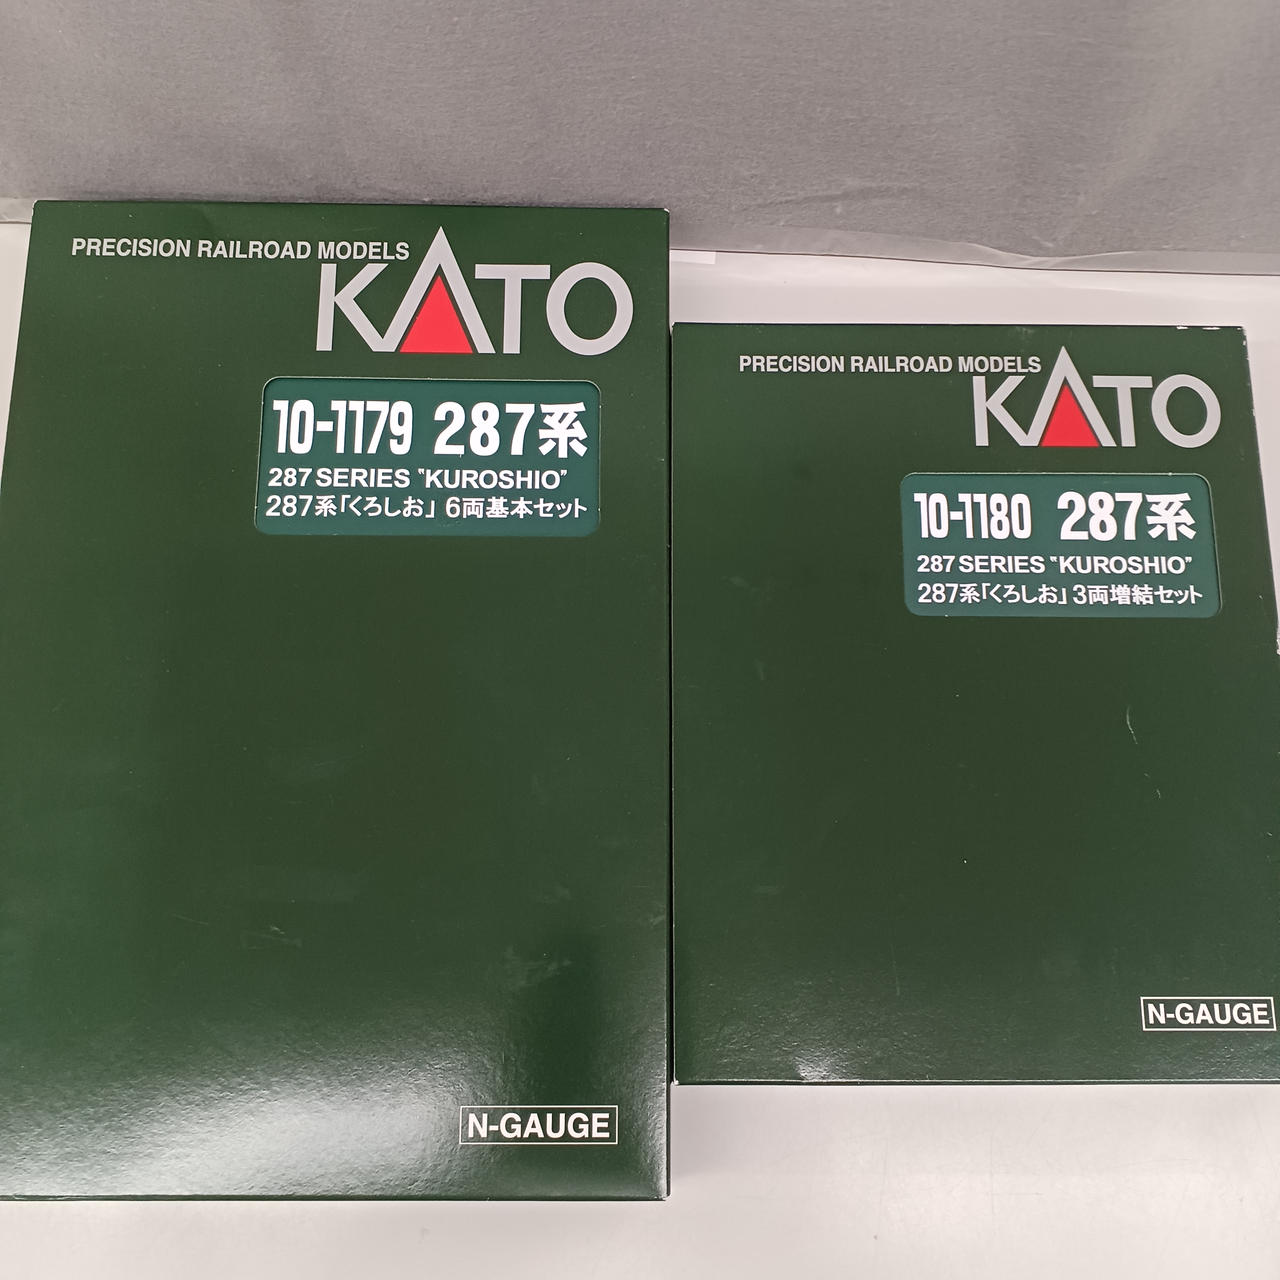 PRECISION RAILROAD MODELS
KATO
10-1179 287系
287 SERIES "KUROSHIO"
287系「くろしお」 6両基本セット
N-GAUGE
PRECISION RAILROAD MODELS
KATO
10-1180 287系
287 SERIES "KUROSHIO"
287系「くろしお」 3両増結セット
N-GAUGE